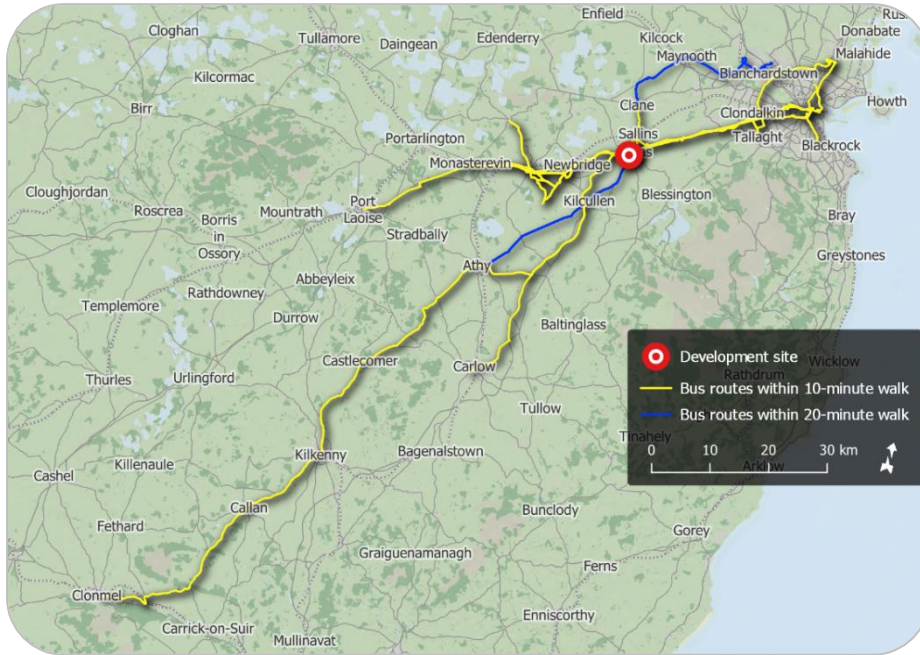 Enfield
Rus
Donabate
Cloghan
Tullamore
Daingean
Edenderry
Kilcock
Malahide
Maynooth
Kilcormac
Blanchardstown
Birr
Clane
Howth
Clondalkin
Portarlington
Sallins
Tallaght
Blackrock
Monasterevin
Newbridge
Cloughjordan
Blessington
Roscrea
Mountrath
Port
Laoise
Kilcullen
Borris
in
Ossory
Bray
Stradbally
Greystones
Athy
Abbeyleix
Rathdowney
Templemore
Durrow
Baltinglass
Castlecomer
Carlow
Thurles
Urlingford
Development site
Wicklow
Rathdrum
Bus routes within 10-minute walk
Tullow
Bus routes within 20-minute walk
Tinahely
Kilkenny
Bagenalstown
Killenaule
Cashel
0 10 20 30 km
Arklow
Callan
Bunclody
Fethard
Gorey
Graiguenamanagh
Ferns
Clonmel
Enniscorthy
Carrick-on-Suir
Mullinavat